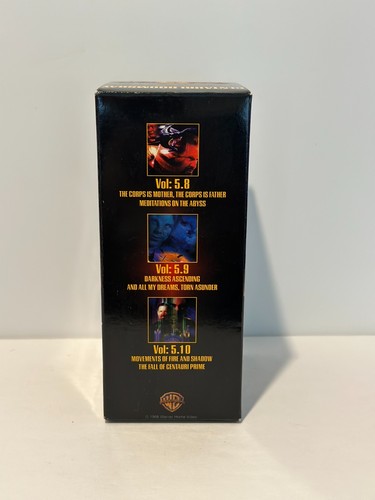 Vol: 5.8
THE CORPS IS MOTHER, THE CORPS IS FATHER
MEDITATIONS ON THE ABYSS
Vol: 5.9
DARKNESS ASCENDING
AND ALL MY DREAMS, TORN ASUNDER
Vol: 5.10
MOVEMENTS OF FIRE AND SHADOW
THE FALL OF CENTAURI PRIME